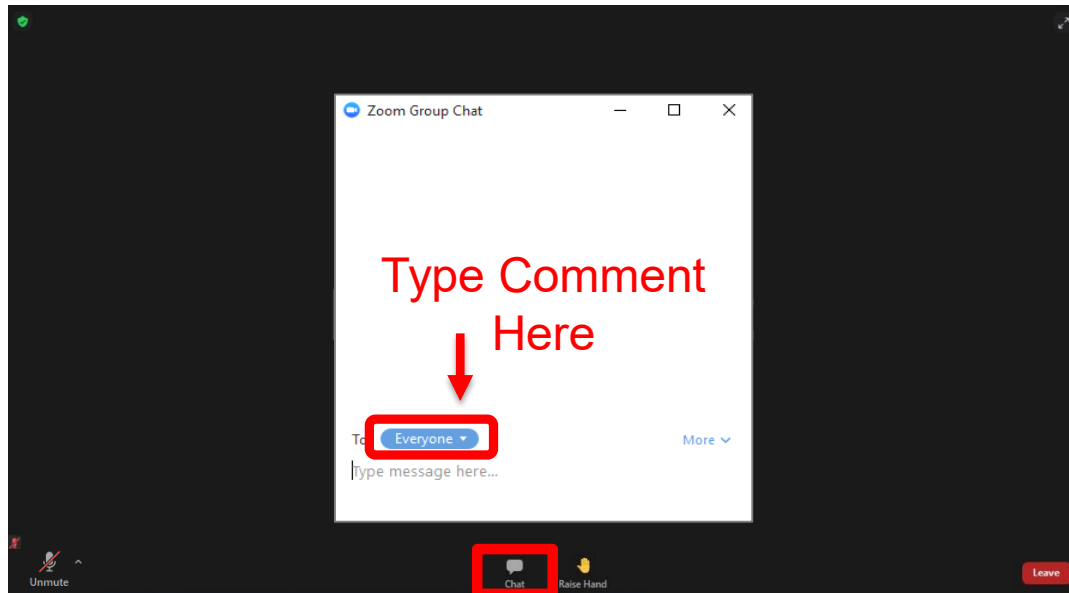 Zoom Group Chat
Type Comment
Here
To
Everyone
More
Type message here...
Unmute
Chat
Raise Hand
Leave